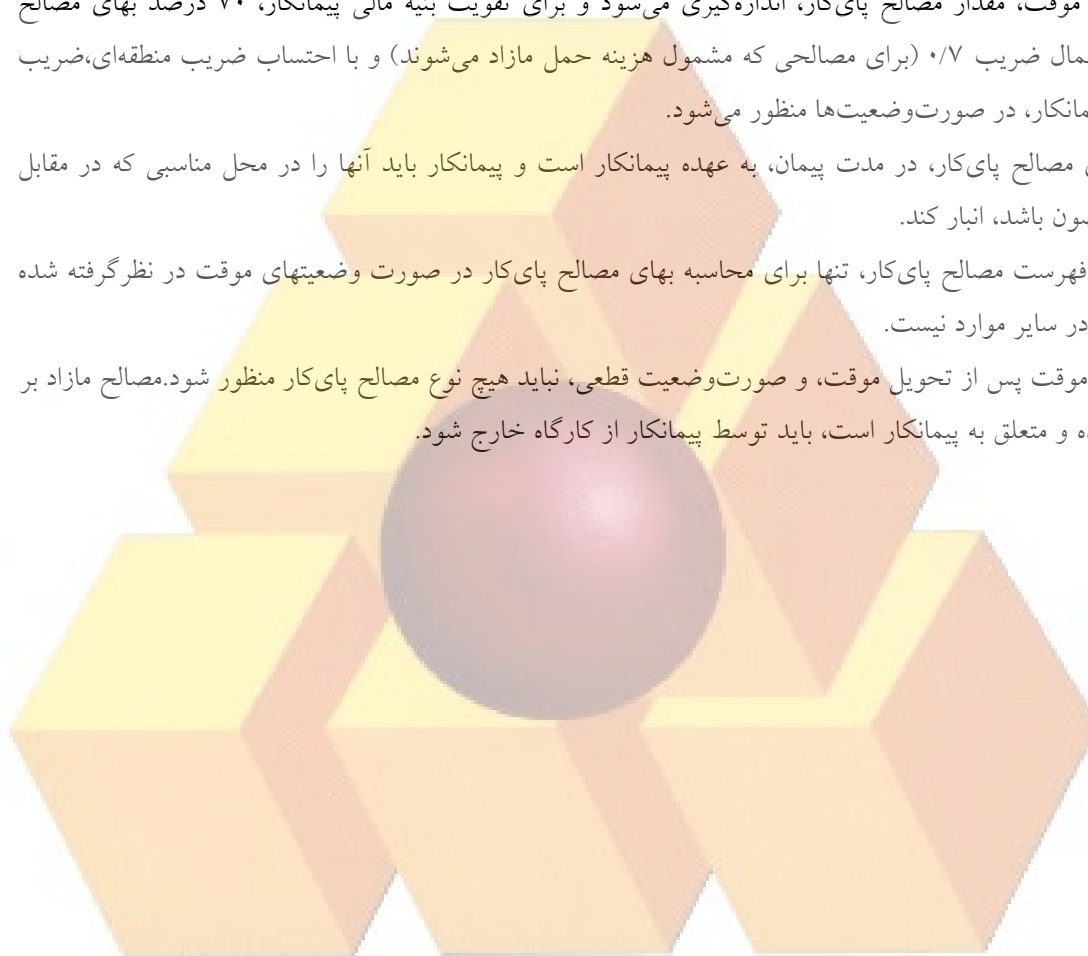 موقت، مقدار مصالح پای‌کار، اندازه‌گیری می‌شود و برای تقویت بنیه مالی پیمانکار، ۷۰ درصد بهای مصالح
ضریب ۰/۷ (برای مصالحی که مشمول هزینه حمل مازاد می‌شوند) و با احتساب ضریب منطقه‌ای،ضریب
در صورت‌وضعیت‌ها منظور می‌شود.
مصالح پای‌کار، در مدت پیمان، به عهده پیمانکار است و پیمانکار باید آنها را در محل مناسبی که در مقابل
باشد، انبار کند.
فهرست مصالح پای‌کار، تنها برای محاسبه بهای مصالح پای‌کار در صورت وضعیتهای موقت در نظرگرفته شده
در سایر موارد نیست.
موقت پس از تحویل موقت، و صورت‌وضعیت قطعی، نباید هیچ نوع مصالح پای‌کار منظور شود.مصالح مازاد بر
و متعلق به پیمانکار است، باید توسط پیمانکار از کارگاه خارج شود.